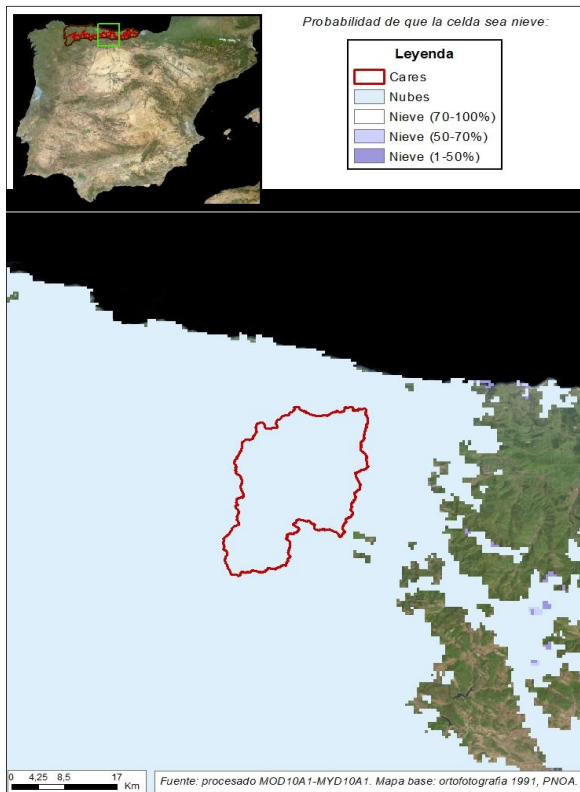 Probabilidad de que la celda sea nieve:
Leyenda
Cares
Nubes
Nieve (70-100%)
Nieve (50-70%)
Nieve (1-50%)
0 4,25 8,5 17
Km
Fuente: procesado MOD10A1-MYD10A1. Mapa base: ortofotografia 1991, PNOA.